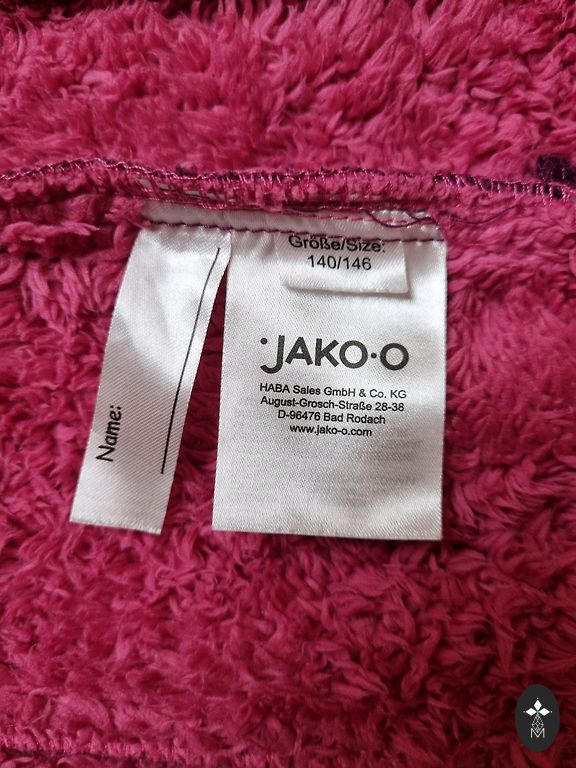 Größe/Size:
140/146
JAKO-O
HABA Sales GmbH & Co. KG
August-Grosch-Straße 28-38
D-96476 Bad Rodach
www.jako-o.com
Name: